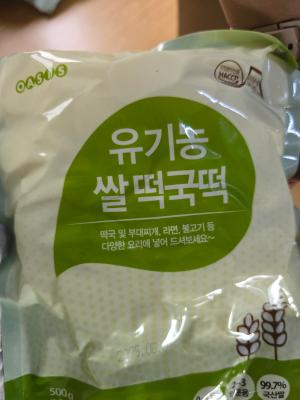 OASIS
HACCP
유기농
쌀 떡국떡
떡국 및 부대찌개, 라면, 불고기 등
다양한 요리에 넣어 드셔보세요~
500g
2~3
99.7%
국산쌀